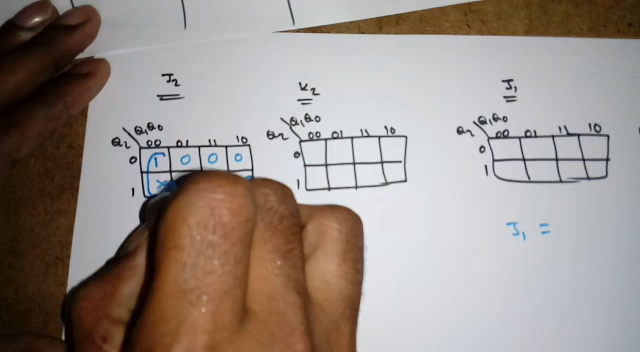 J₂ K₂ J₁
Q₁Q₀ Q₁Q₀ Q₁Q₀
Q₂ 00 01 11 10 Q₂ 00 01 11 10 Q₂ 00 01 11 10
0 1 0 0 0 0 0
1 X 1 1
J₁ =